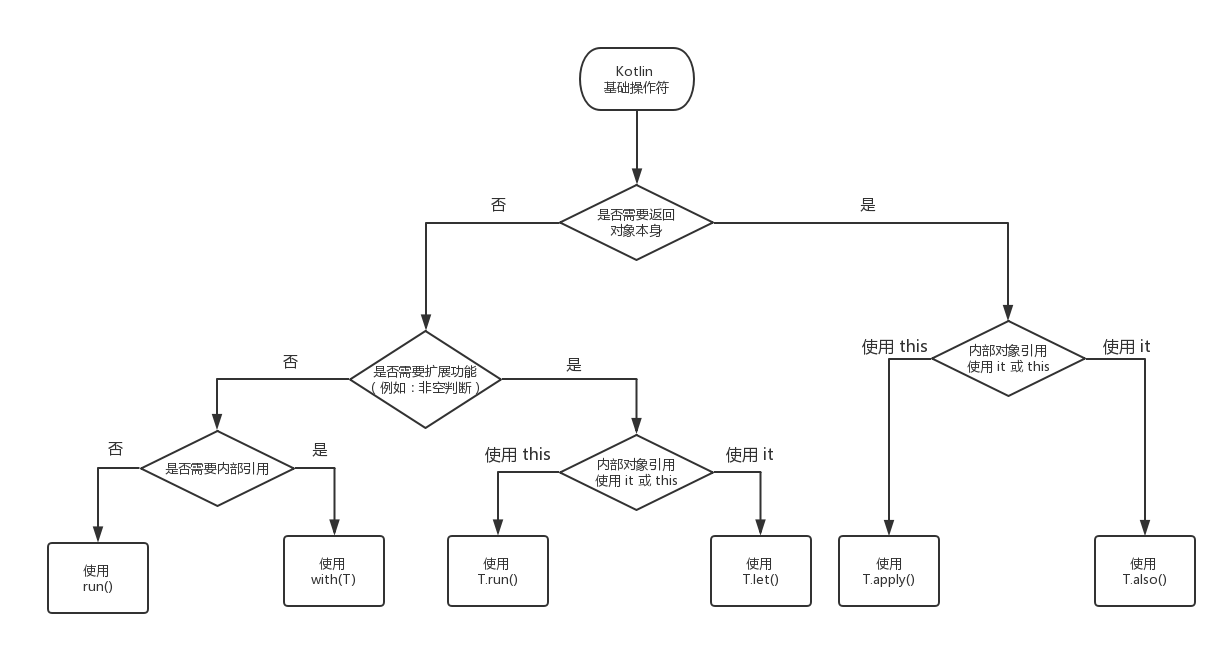 Kotlin
基础操作符
否
是
是否需要返回
对象本身
使用 this
使用 it
内部对象引用
使用 it 或 this
否
是
是否需要扩展功能
（例如：非空判断）
否
是
是否需要内部引用
使用 this
使用 it
内部对象引用
使用 it 或 this
使用
run()
使用
with(T)
使用
T.run()
使用
T.let()
使用
T.apply()
使用
T.also()